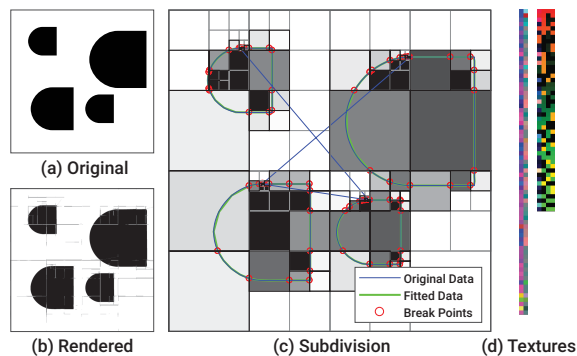 (a) Original
(b) Rendered
Original Data
Fitted Data
Break Points
(c) Subdivision
(d) Textures